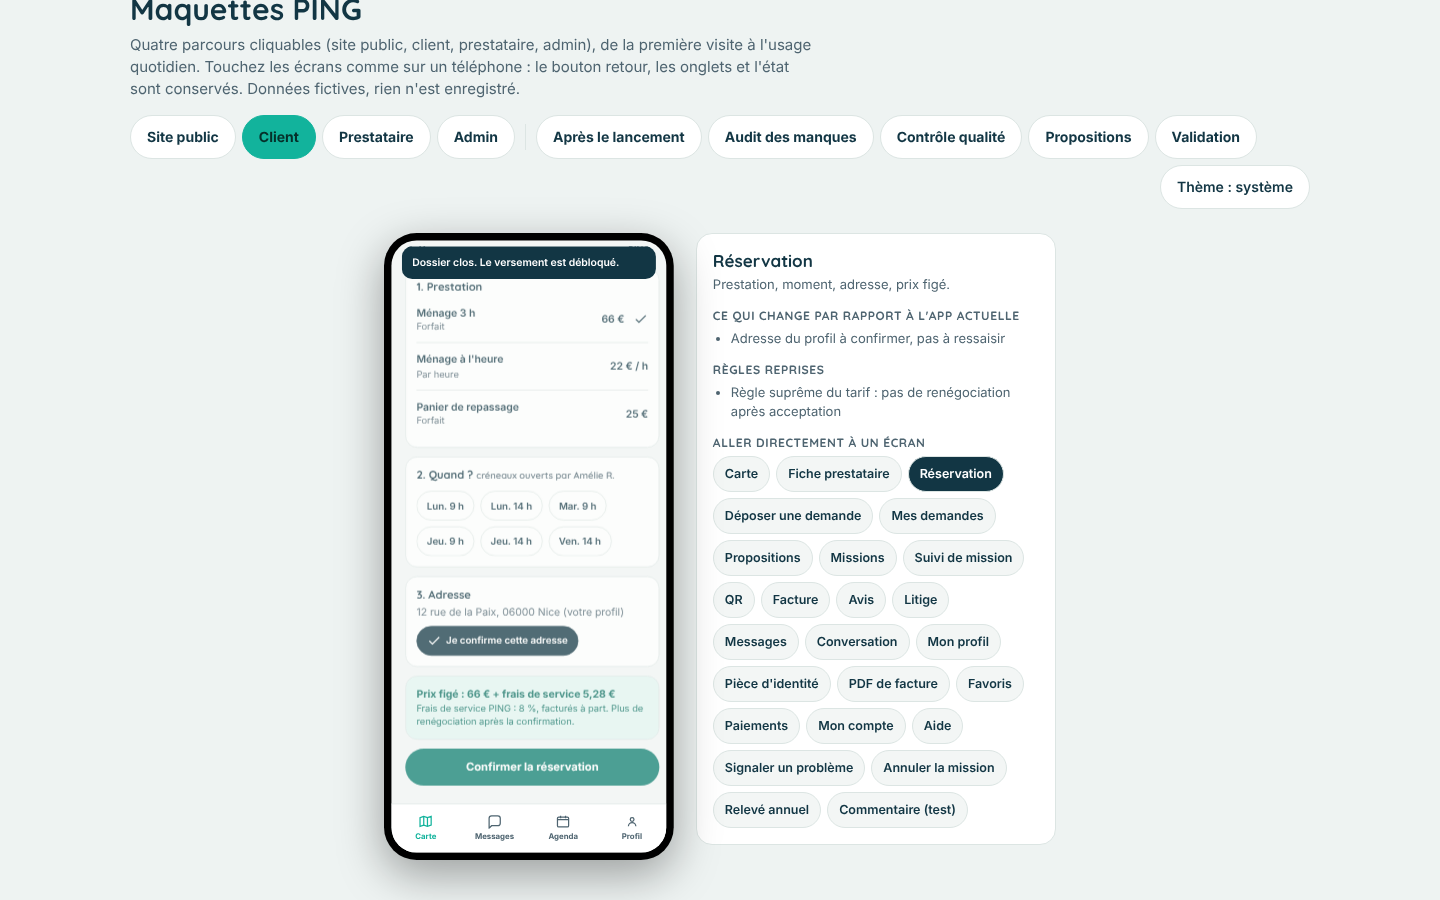 Maquettes PING
Quatre parcours cliquables (site public, client, prestataire, admin), de la première visite à l'usage
quotidien. Touchez les écrans comme sur un téléphone : le bouton retour, les onglets et l'état
sont conservés. Données fictives, rien n'est enregistré.
Site public
Client
Prestataire
Admin
Après le lancement
Audit des manques
Contrôle qualité
Propositions
Validation
Thème : système
Dossier clos. Le versement est débloqué.
1. Prestation
Ménage 3 h
66 €
Forfait
Ménage à l'heure
22 € / h
Par heure
Panier de repassage
25 €
Forfait
2. Quand ? créneaux ouverts par Amélie R.
Lun. 9 h
Lun. 14 h
Mar. 9 h
Jeu. 9 h
Jeu. 14 h
Ven. 14 h
3. Adresse
12 rue de la Paix, 06000 Nice (votre profil)
Je confirme cette adresse
Prix figé : 66 € + frais de service 5,28 €
Frais de service PING : 8 %, facturés à part. Plus de
renégociation après la confirmation.
Confirmer la réservation
Carte
Messages
Agenda
Profil
Réservation
Prestation, moment, adresse, prix figé.
CE QUI CHANGE PAR RAPPORT À L'APP ACTUELLE
• Adresse du profil à confirmer, pas à ressaisir
RÈGLES REPRISES
• Règle suprême du tarif : pas de renégociation
après acceptation
ALLER DIRECTEMENT À UN ÉCRAN
Carte
Fiche prestataire
Réservation
Déposer une demande
Mes demandes
Propositions
Missions
Suivi de mission
QR
Facture
Avis
Litige
Messages
Conversation
Mon profil
Pièce d'identité
PDF de facture
Favoris
Paiements
Mon compte
Aide
Signaler un problème
Annuler la mission
Relevé annuel
Commentaire (test)